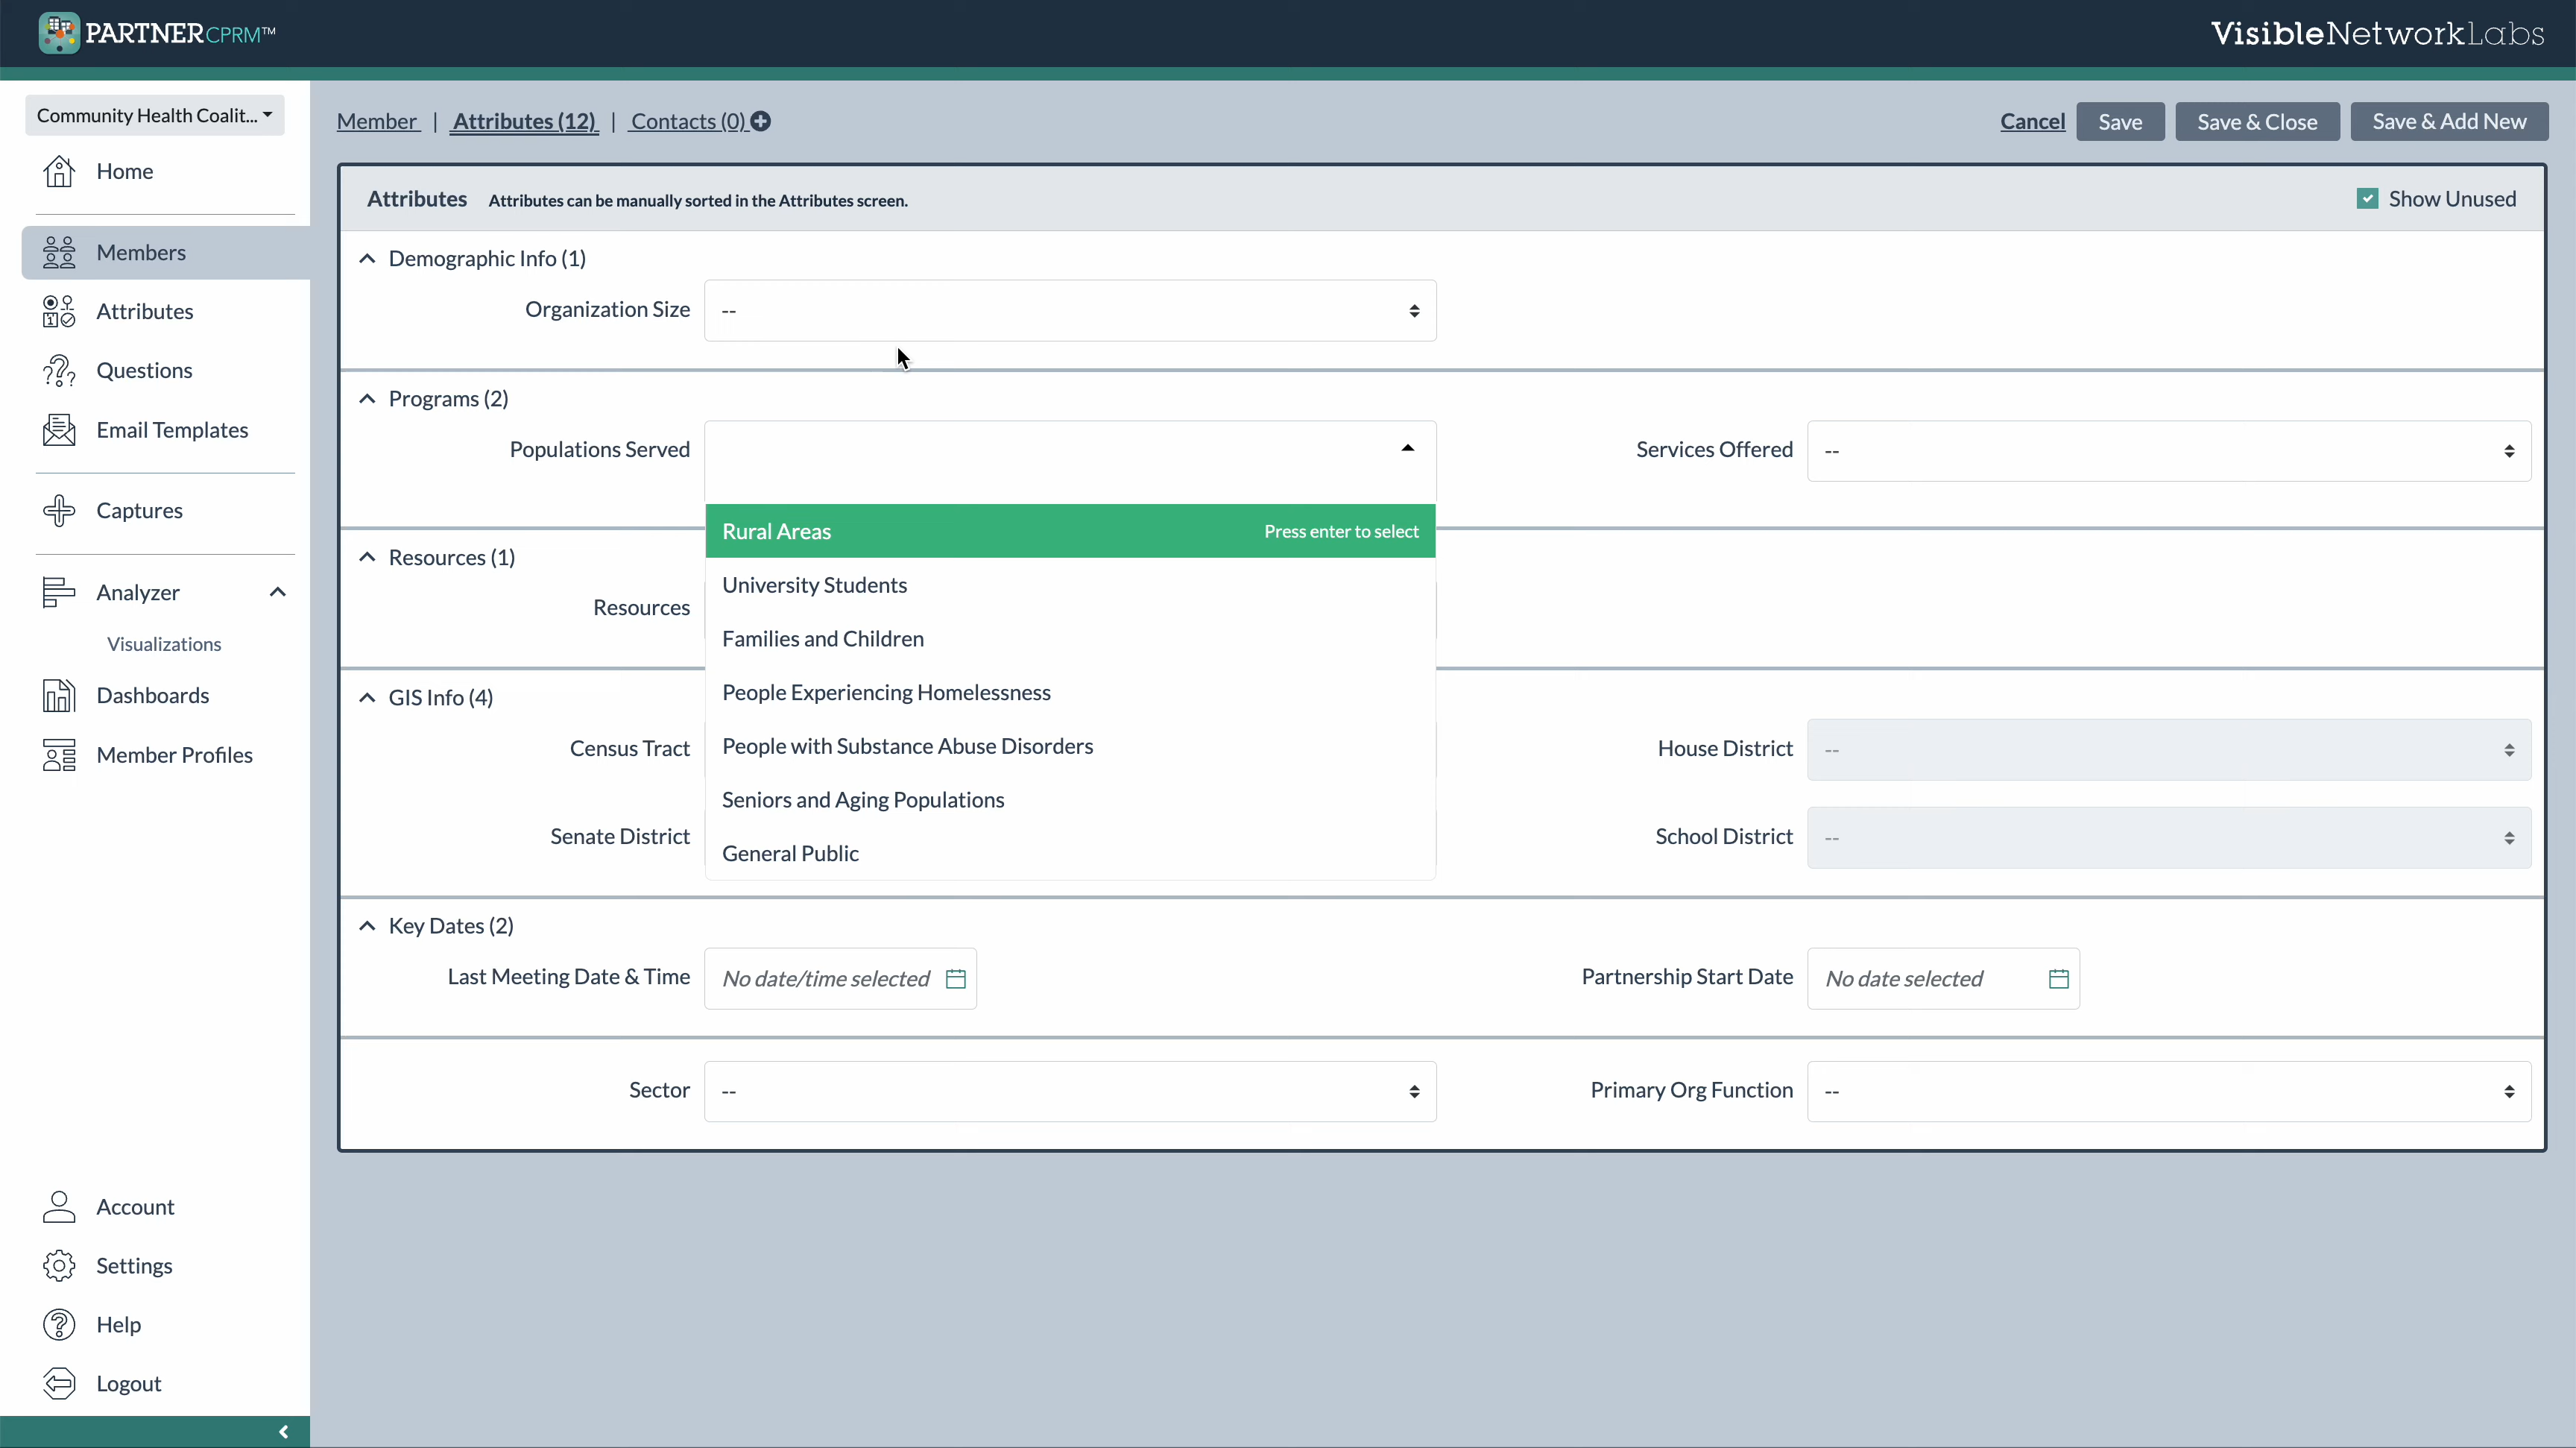 PARTNER CPRM™
VisibleNetworkLabs
Community Health Coalit...
Home
Members
Attributes
Questions
Email Templates
Captures
Analyzer
Visualizations
Dashboards
Member Profiles
Account
Settings
Help
Logout
Member | Attributes (12) | Contacts (0)
Cancel Save Save & Close Save & Add New
Attributes Attributes can be manually sorted in the Attributes screen. Show Unused
Demographic Info (1)
Organization Size --
Programs (2)
Populations Served
Services Offered --
Rural Areas Press enter to select
University Students
Families and Children
People Experiencing Homelessness
People with Substance Abuse Disorders
Seniors and Aging Populations
General Public
Resources (1)
Resources
GIS Info (4)
Census Tract
House District --
Senate District
School District --
Key Dates (2)
Last Meeting Date & Time No date/time selected
Partnership Start Date No date selected
Sector --
Primary Org Function --